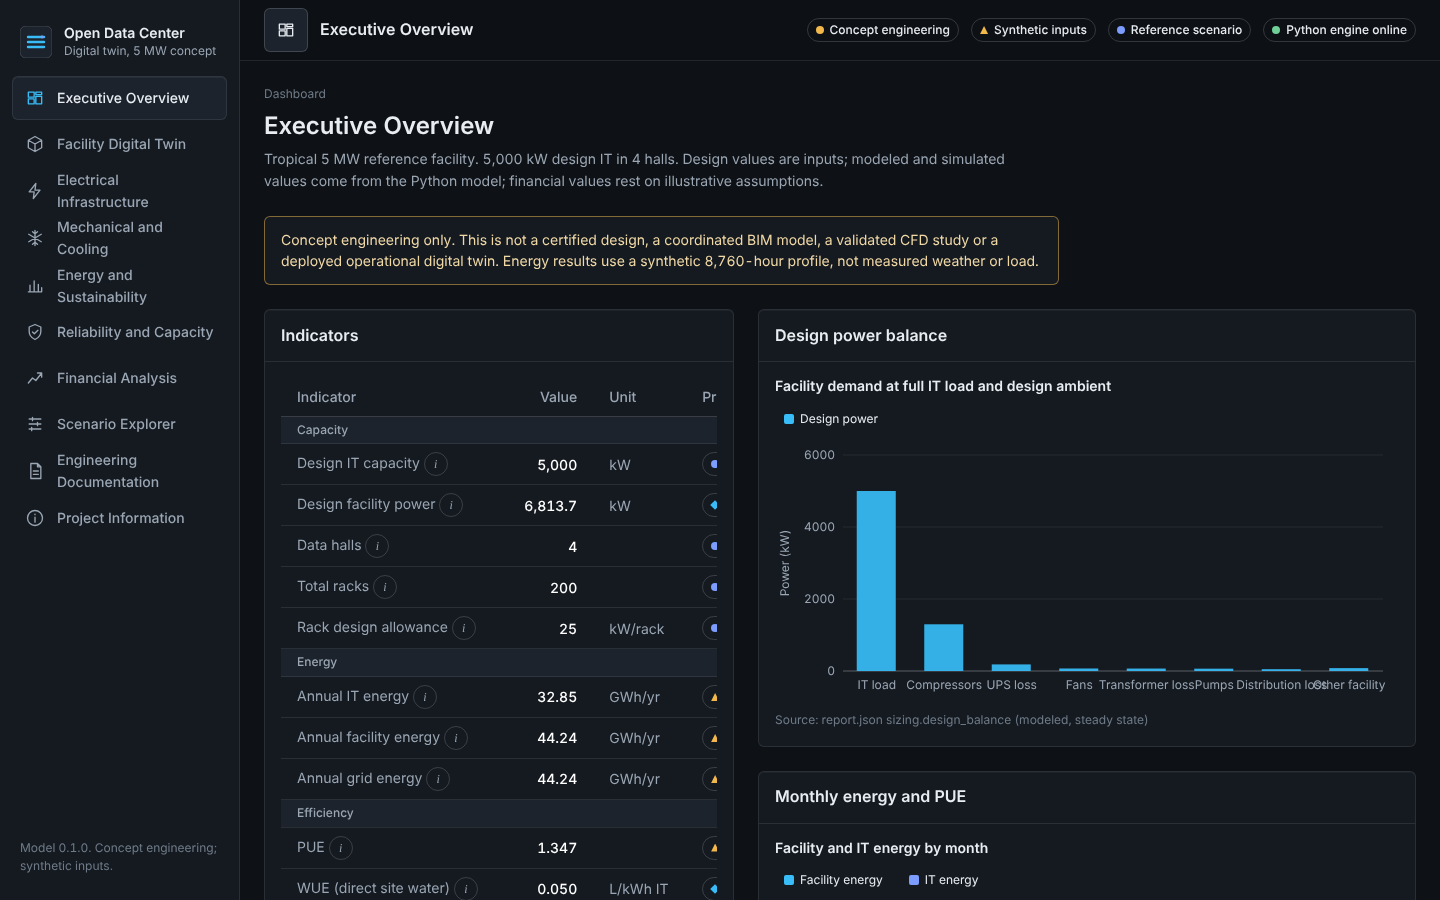 Open Data Center
Digital twin, 5 MW concept
Executive Overview
Facility Digital Twin
Electrical
Infrastructure
Mechanical and
Cooling
Energy and
Sustainability
Reliability and Capacity
Financial Analysis
Scenario Explorer
Engineering
Documentation
Project Information
Model 0.1.0. Concept engineering;
synthetic inputs.
Executive Overview
Concept engineering
Synthetic inputs
Reference scenario
Python engine online
Dashboard
Executive Overview
Tropical 5 MW reference facility. 5,000 kW design IT in 4 halls. Design values are inputs; modeled and simulated
values come from the Python model; financial values rest on illustrative assumptions.
Concept engineering only. This is not a certified design, a coordinated BIM model, a validated CFD study or a
deployed operational digital twin. Energy results use a synthetic 8,760-hour profile, not measured weather or load.
Indicators
Indicator Value Unit Pr
Capacity
Design IT capacity i 5,000 kW
Design facility power i 6,813.7 kW
Data halls i 4
Total racks i 200
Rack design allowance i 25 kW/rack
Energy
Annual IT energy i 32.85 GWh/yr
Annual facility energy i 44.24 GWh/yr
Annual grid energy i 44.24 GWh/yr
Efficiency
PUE i 1.347
WUE (direct site water) i 0.050 L/kWh IT
Design power balance
Facility demand at full IT load and design ambient
Design power
6000
4000
2000
0
Power (kW)
IT load Compressors UPS loss Fans Transformer loss Pumps Distribution loss Other facility
Source: report.json sizing.design_balance (modeled, steady state)
Monthly energy and PUE
Facility and IT energy by month
Facility energy IT energy